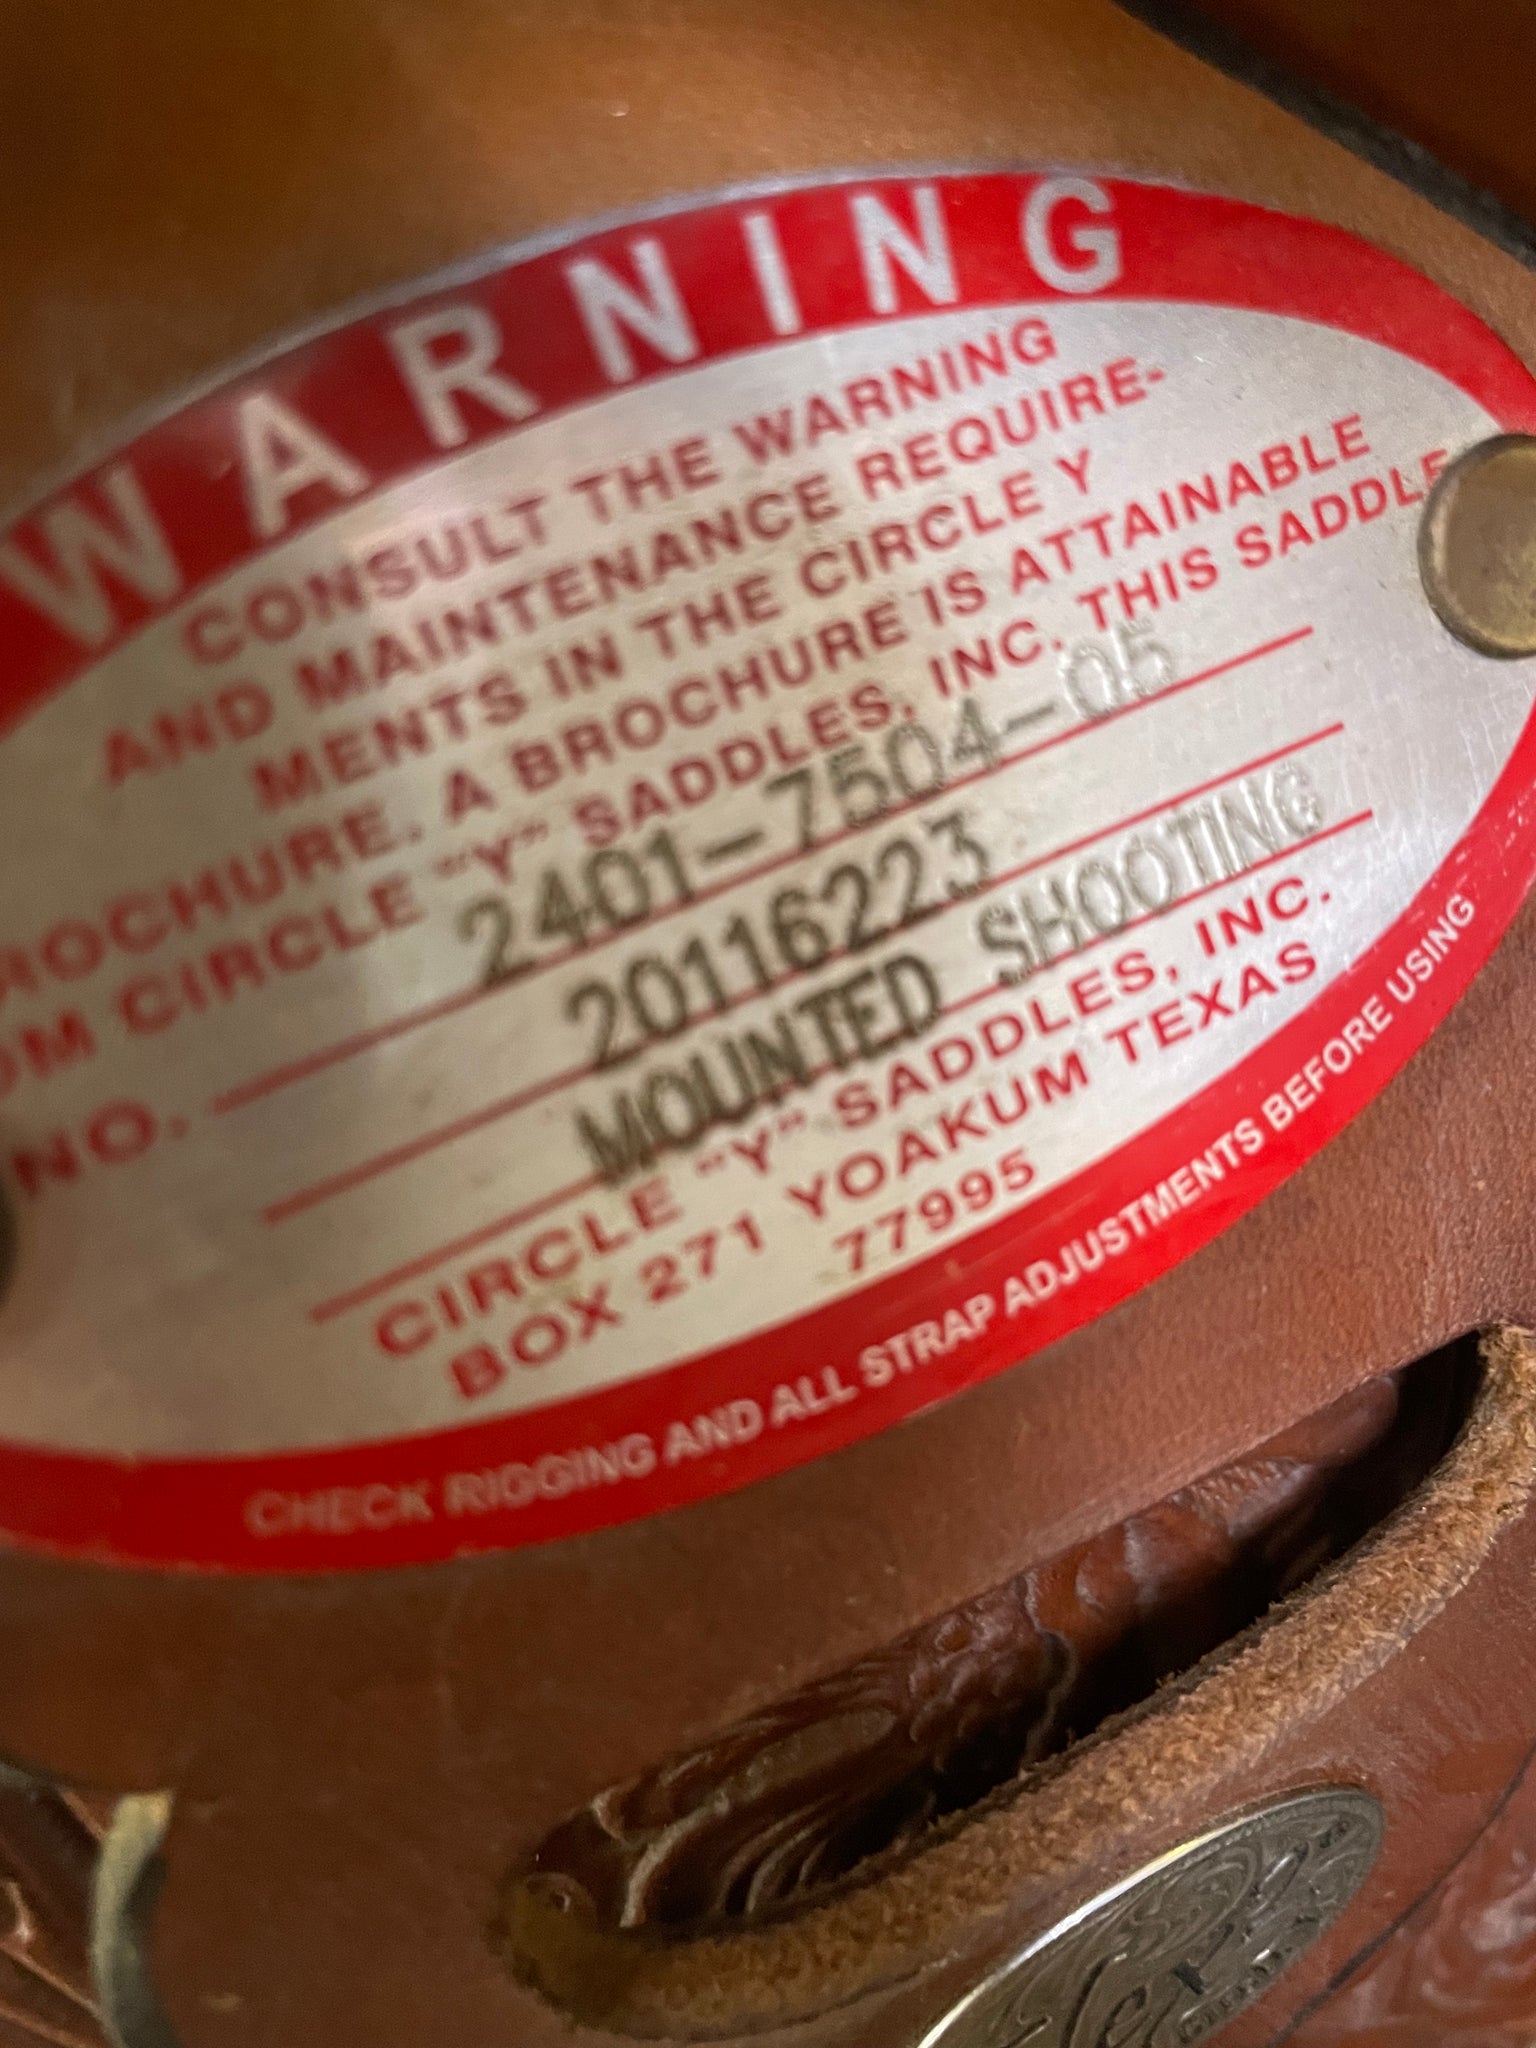 WARNING
CONSULT THE WARNING
AND MAINTENANCE REQUIRE-
MENTS IN THE CIRCLE Y
ROCHURE. A BROCHURE IS ATTAINABLE
OM CIRCLE "Y" SADDLES, INC. THIS SADDLE
NO. 2401-7504-05
20116223
MOUNTED SHOOTING
CIRCLE "Y" SADDLES, INC.
BOX 271 YOAKUM TEXAS
77995
CHECK RIGGING AND ALL STRAP ADJUSTMENTS BEFORE USING